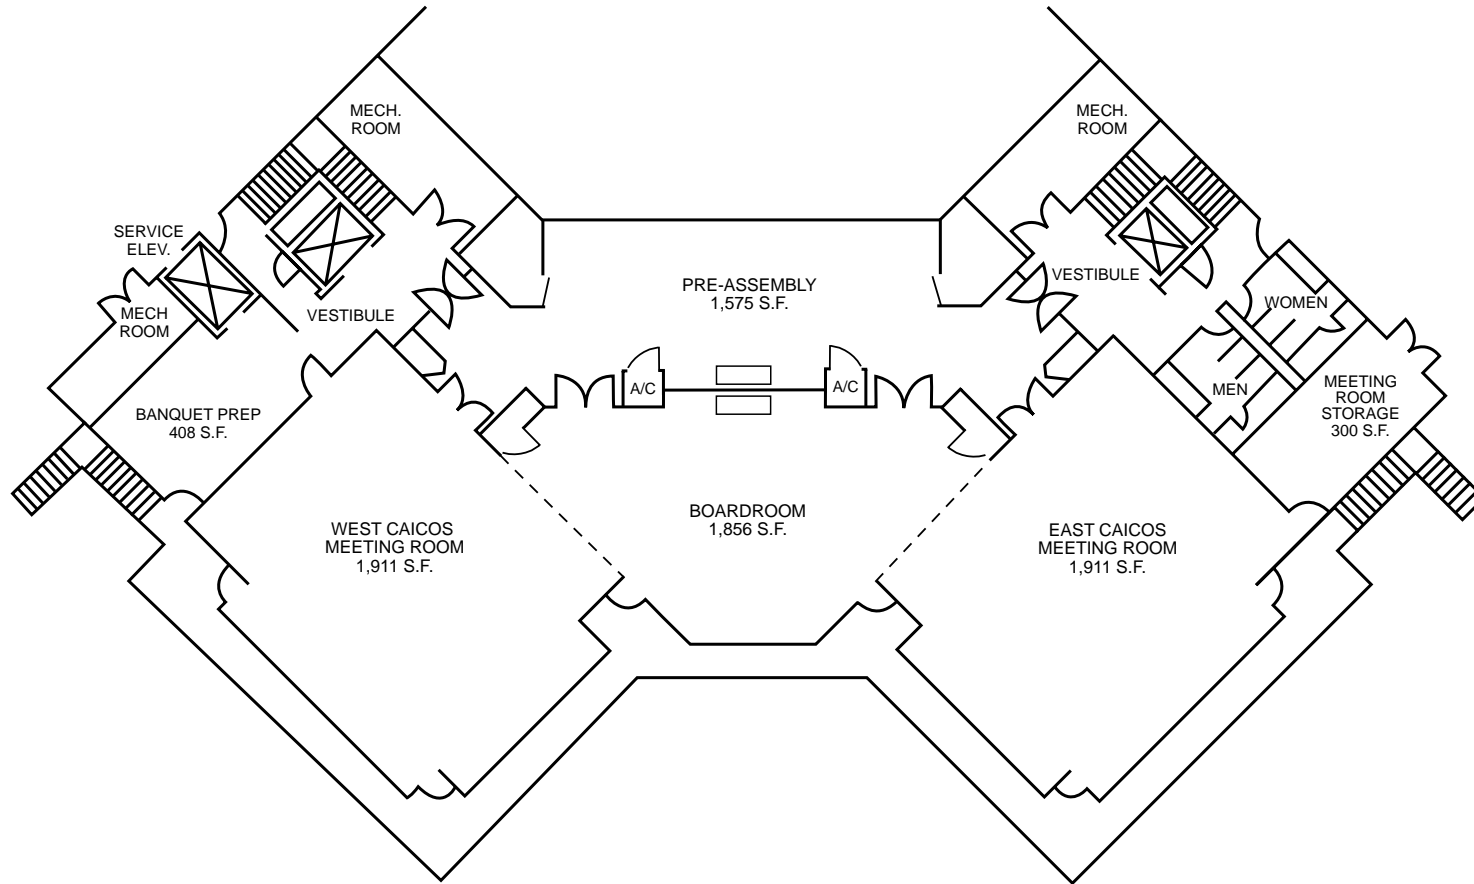 MECH.
ROOM
MECH.
ROOM
SERVICE
ELEV.
MECH
ROOM
VESTIBULE
PRE-ASSEMBLY
1,575 S.F.
VESTIBULE
WOMEN
MEN
MEETING
ROOM
STORAGE
300 S.F.
A/C
A/C
BANQUET PREP
408 S.F.
WEST CAICOS
MEETING ROOM
1,911 S.F.
BOARDROOM
1,856 S.F.
EAST CAICOS
MEETING ROOM
1,911 S.F.